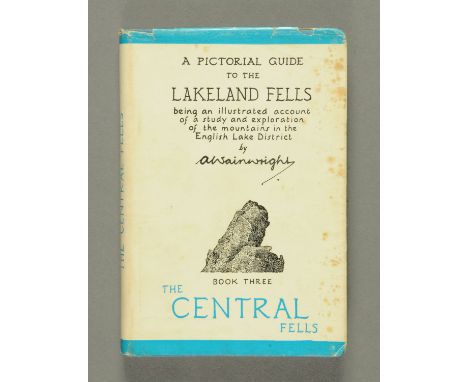 A PICTORIAL GUIDE
TO THE
LAKELAND FELLS
being an illustrated account
of a study and exploration
of the mountains in the
English Lake District
by
AWainwright
BOOK THREE
THE
CENTRAL
FELLS
THE CENTRAL FELLS